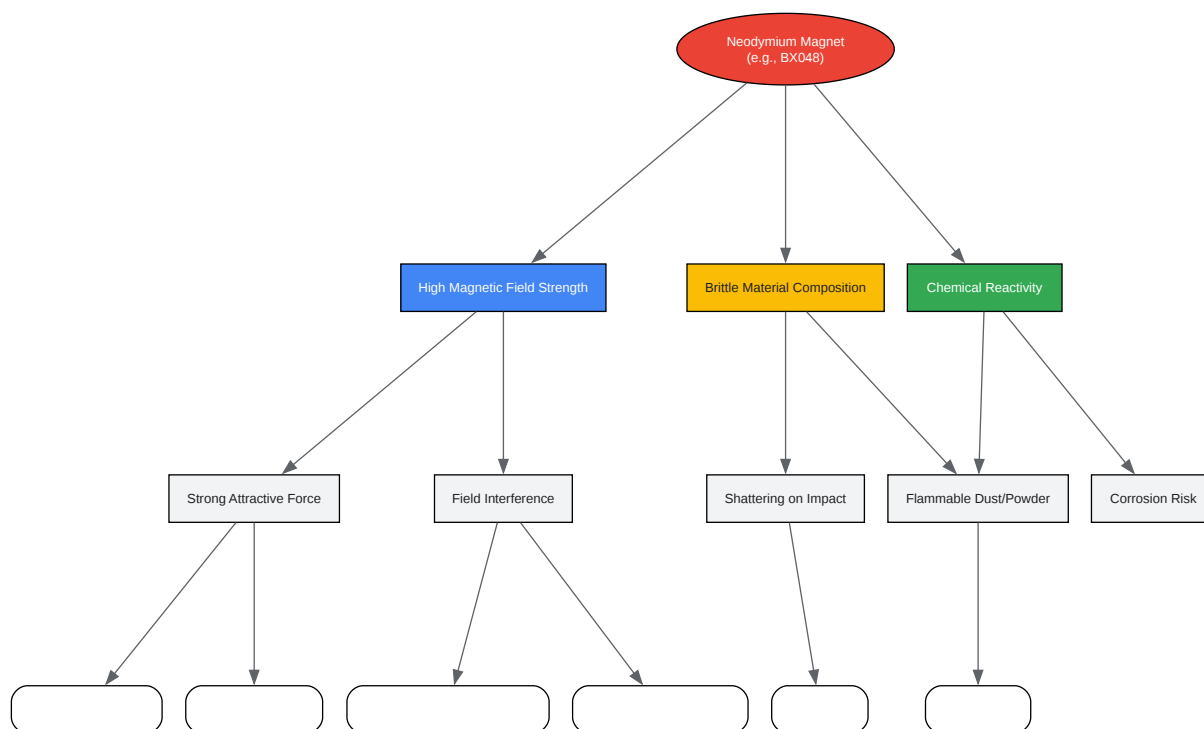 Neodymium Magnet
(e.g., BX048)
High Magnetic Field Strength
Brittle Material Composition
Chemical Reactivity
Strong Attractive Force
Field Interference
Shattering on Impact
Flammable Dust/Powder
Corrosion Risk